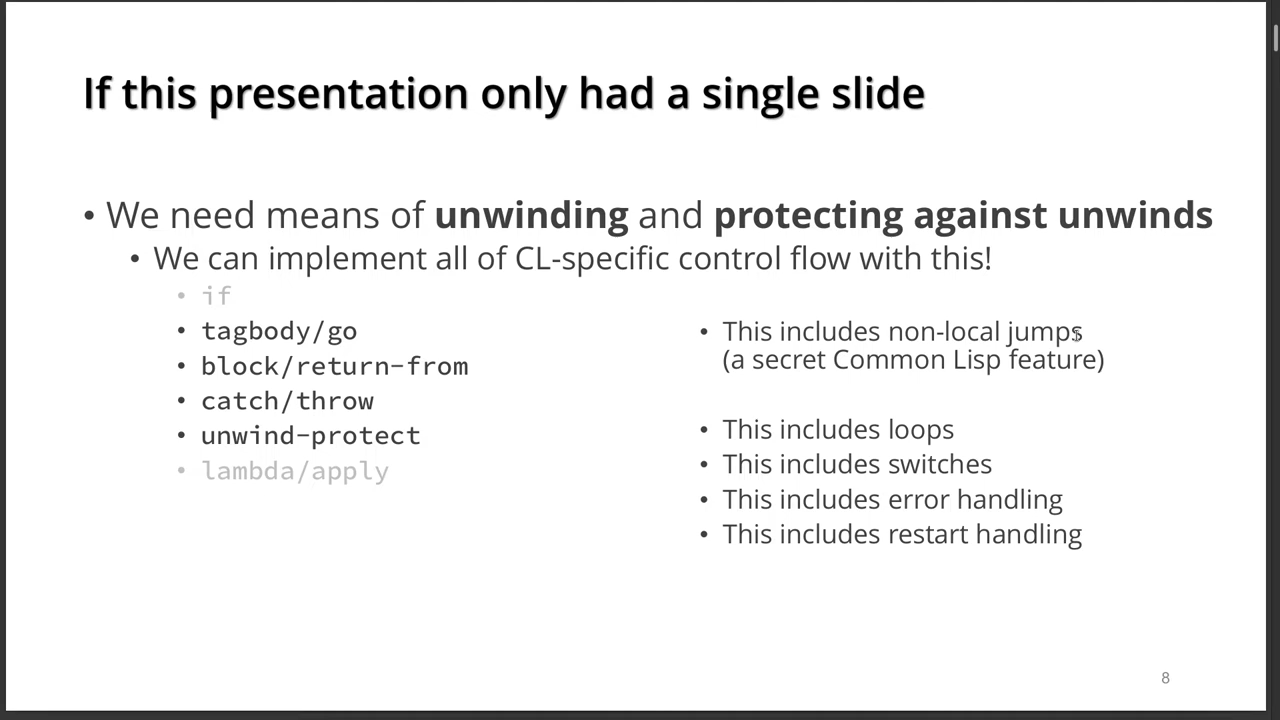 If this presentation only had a single slide
• We need means of unwinding and protecting against unwinds
• We can implement all of CL-specific control flow with this!
• if
• tagbody/go
• block/return-from
• catch/throw
• unwind-protect
• lambda/apply
• This includes non-local jumps
(a secret Common Lisp feature)
• This includes loops
• This includes switches
• This includes error handling
• This includes restart handling
8